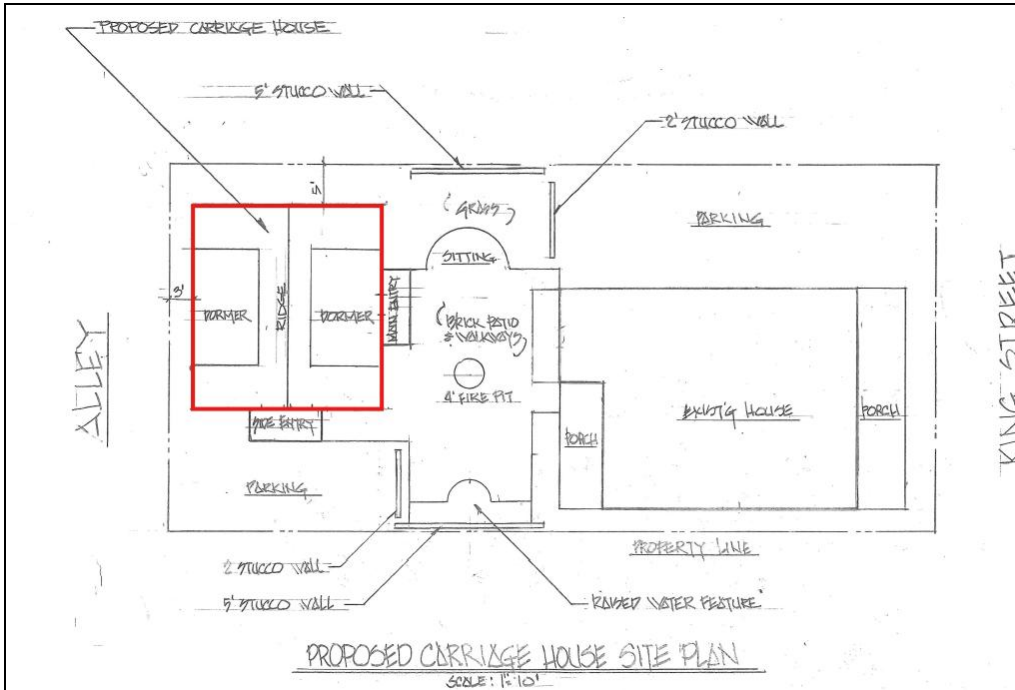 PROPOSED CARRIAGE HOUSE
5' STUCCO WALL
2' STUCCO WALL
5'
(GRASS)
PARKING
SITTING
3'
DORMER
RIDGE
DORMER
MAIN ENTRY
(BRICK PATIO
& WALKWAYS)
4' FIRE PIT
ALLEY
KING STREET
EXIST'G HOUSE
PORCH
PORCH
SIDE ENTRY
PARKING
PROPERTY LINE
2' STUCCO WALL
5' STUCCO WALL
RAISED WATER FEATURE
PROPOSED CARRIAGE HOUSE SITE PLAN
SCALE: 1"=10'